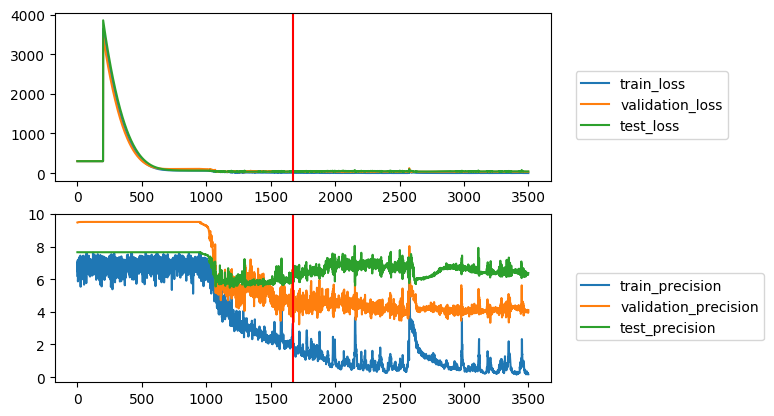 4000
3000
2000
1000
0
0 500 1000 1500 2000 2500 3000 3500
train_loss
validation_loss
test_loss
10
8
6
4
2
0
0 500 1000 1500 2000 2500 3000 3500
train_precision
validation_precision
test_precision